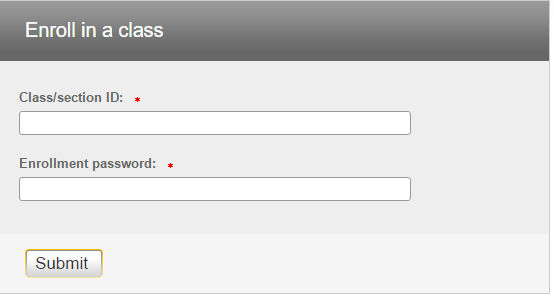 Enroll in a class
Class/section ID: *
Enrollment password: *
Submit